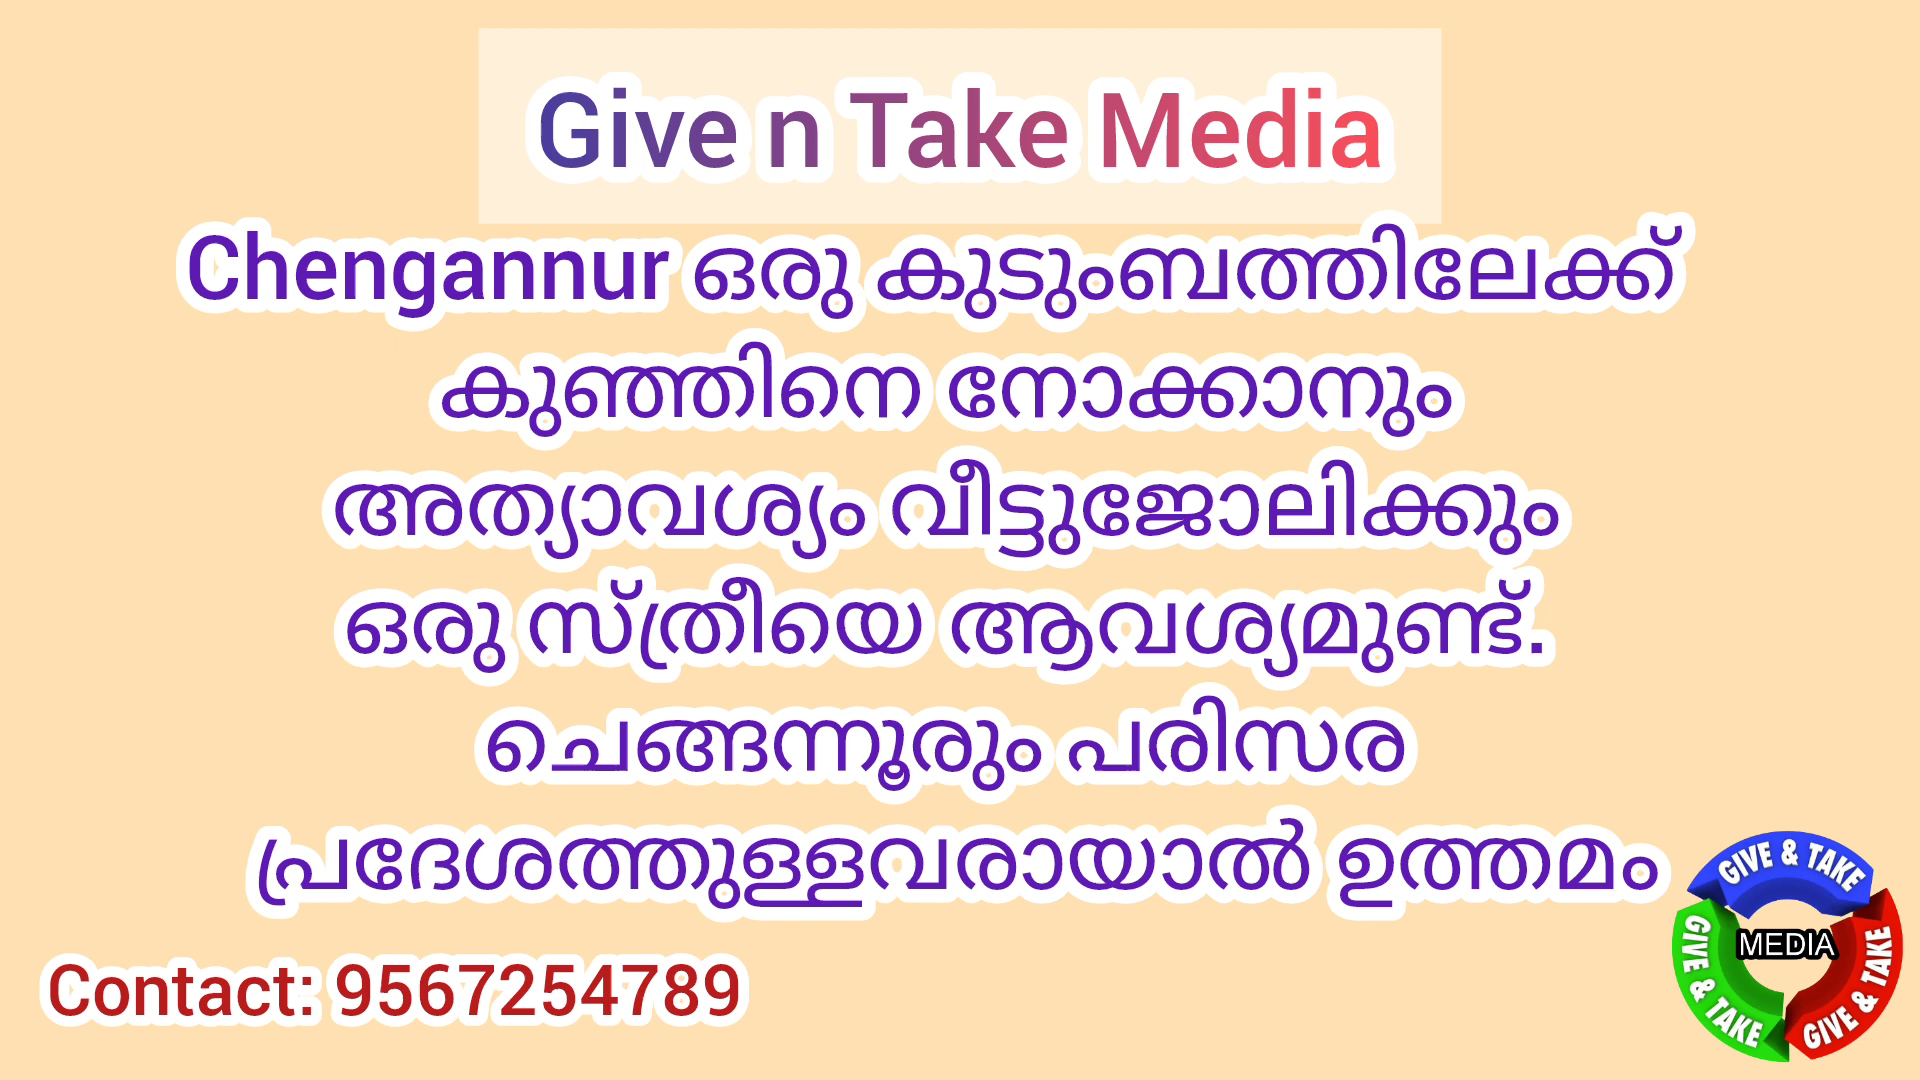 Give n Take Media
Chengannur ഒരു കുടുംബത്തിലേക്ക്
കുഞ്ഞിനെ നോക്കാനും
അത്യാവശ്യം വീട്ടുജോലിക്കും
ഒരു സ്ത്രീയെ ആവശ്യമുണ്ട്.
ചെങ്ങന്നൂരും പരിസര
പ്രദേശത്തുള്ളവരായാൽ ഉത്തമം
Contact: 9567254789
GIVE & TAKE
GIVE & TAKE
MEDIA
GIVE & TAKE